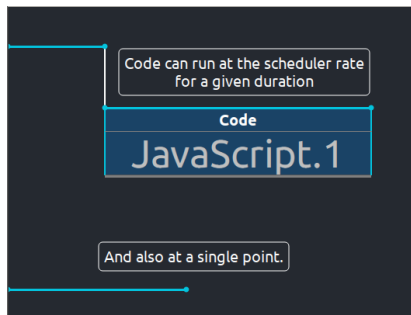 Code can run at the scheduler rate
for a given duration
Code
JavaScript.1
And also at a single point.